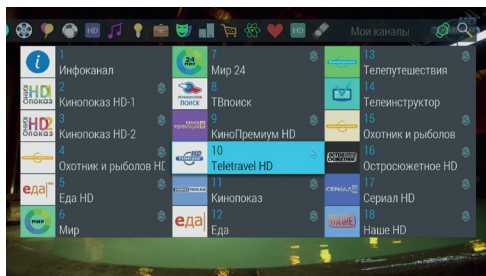 HD
HD
Мои каналы
1
Инфоканал
2
Кинопоказ HD-1
3
Кинопоказ HD-2
4
Охотник и рыболов HD
5
Еда HD
6
Мир
7
Мир 24
8
ТВпоиск
9
КиноПремиум HD
10
Teletravel HD
11
Кинопоказ
12
Еда
13
Телепутешествия
14
Телеинструктор
15
Охотник и рыболов
16
Остросюжетное HD
17
Сериал HD
18
Наше HD